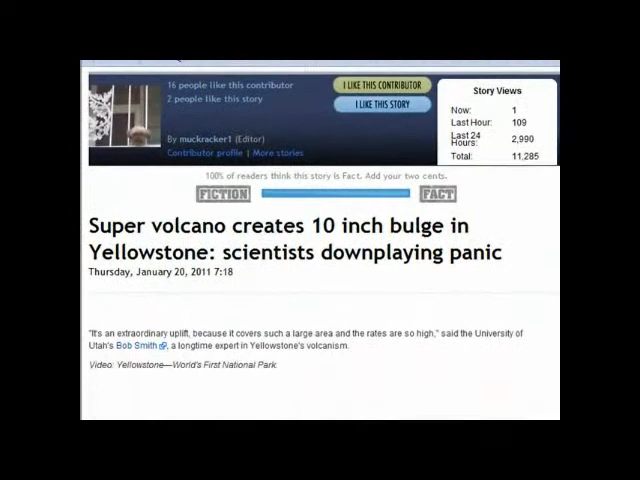 16 people like this contributor
2 people like this story
I LIKE THIS CONTRIBUTOR
I LIKE THIS STORY
By muckracker1 (Editor)
Contributor profile | More stories
Story Views
Now: 1
Last Hour: 109
Last 24 Hours: 2,990
Total: 11,285
100% of readers think this story is Fact. Add your two cents.
FICTION FACT
Super volcano creates 10 inch bulge in
Yellowstone: scientists downplaying panic
Thursday, January 20, 2011 7:18
"It's an extraordinary uplift, because it covers such a large area and the rates are so high," said the University of
Utah's Bob Smith, a longtime expert in Yellowstone's volcanism.
Video: Yellowstone—World's First National Park.